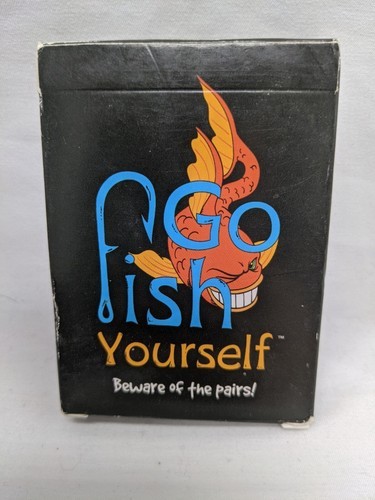 Go
Fish
Yourself™
Beware of the pairs!